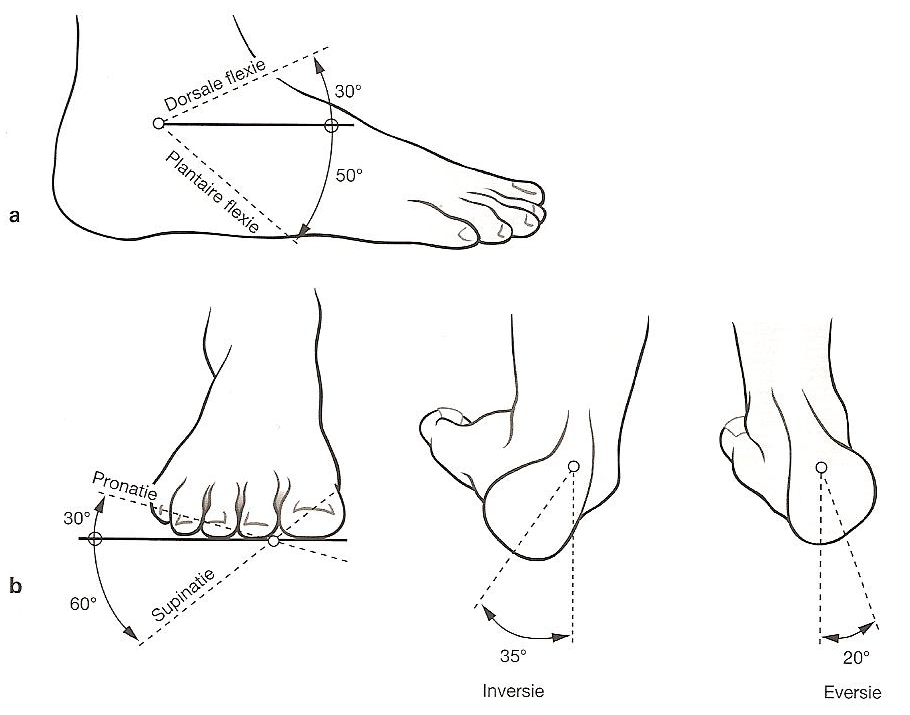 Dorsale flexie
30°
Plantaire flexie
50°
a
Pronatie
30°
60°
Supinatie
b
35°
20°
Inversie
Eversie